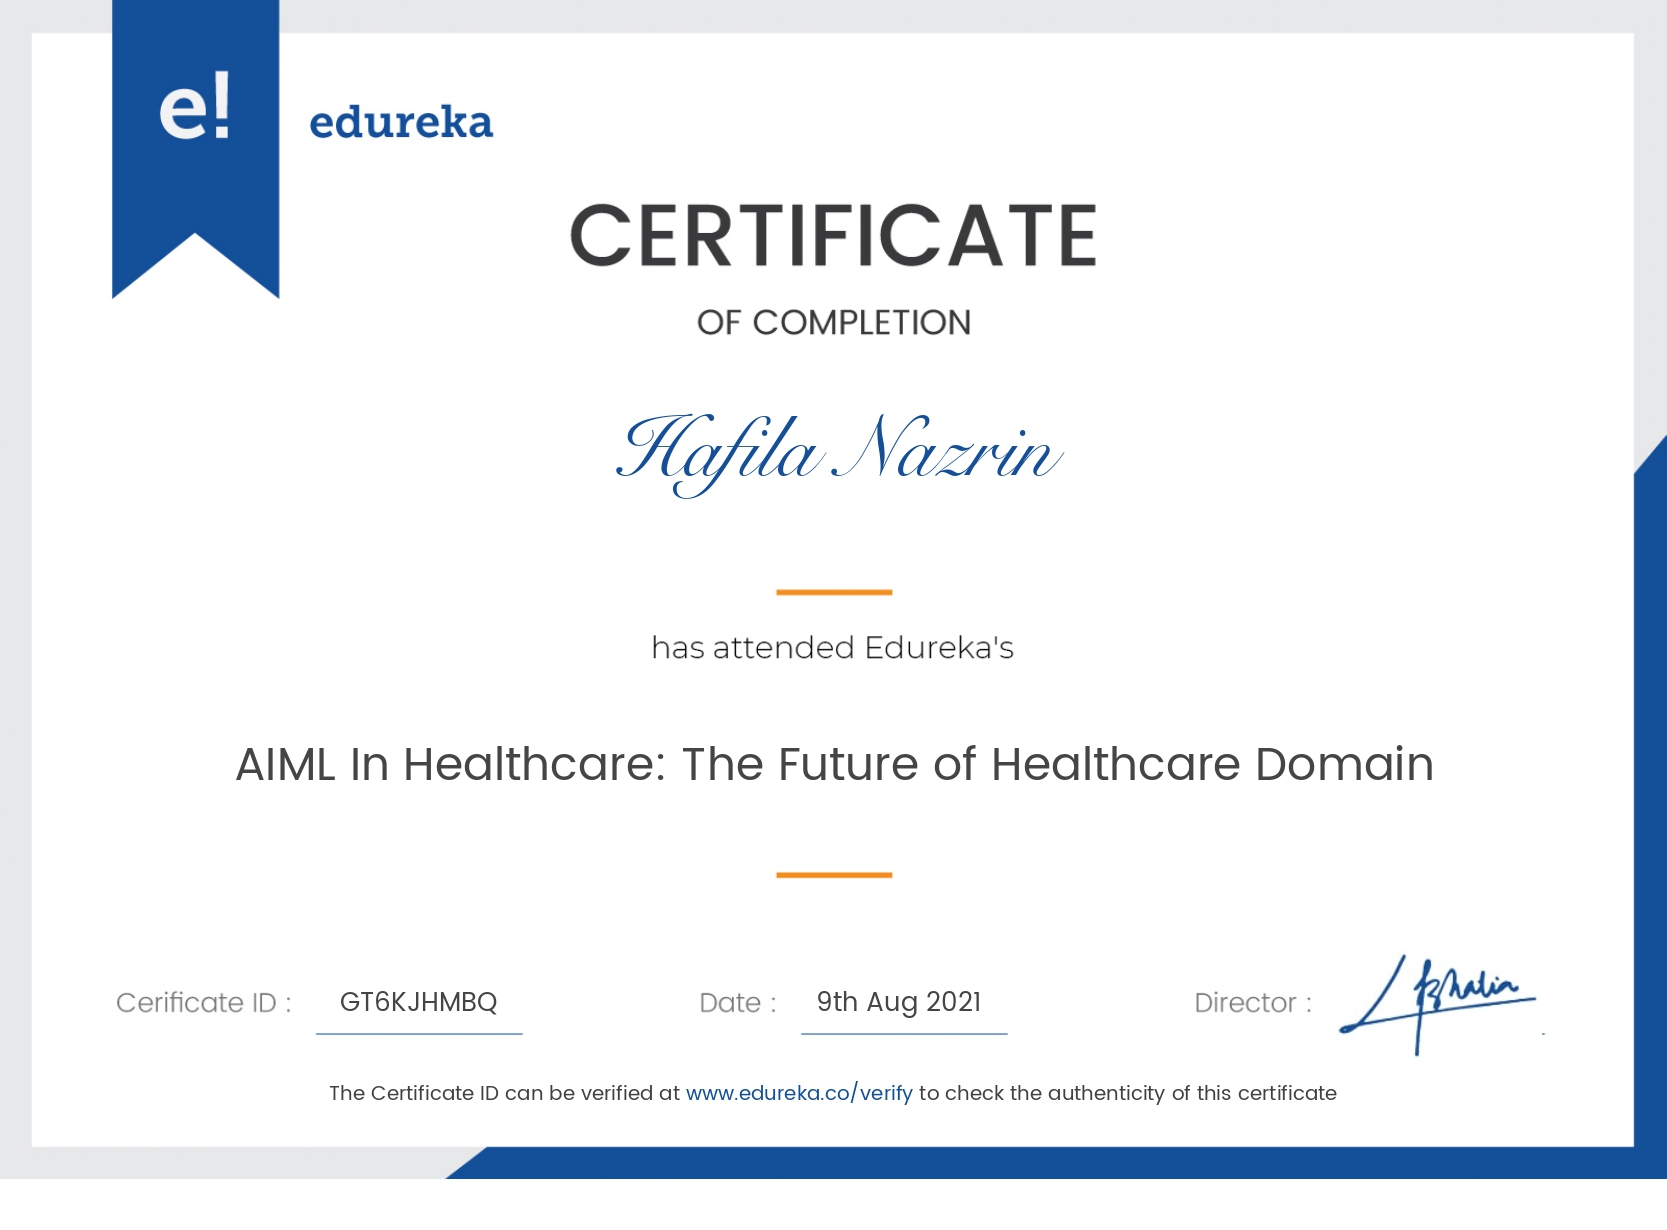 e!
edureka
CERTIFICATE
OF COMPLETION
Hafila Nazrin
has attended Edureka's
AIML In Healthcare: The Future of Healthcare Domain
Cerificate ID : GT6KJHMBQ
Date : 9th Aug 2021
Director :
The Certificate ID can be verified at www.edureka.co/verify to check the authenticity of this certificate